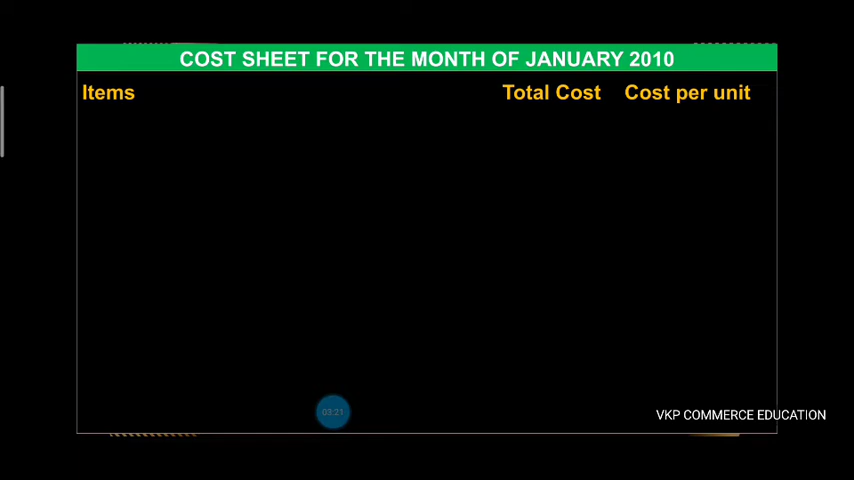 COST SHEET FOR THE MONTH OF JANUARY 2010
Items Total Cost Cost per unit
03:21
VKP COMMERCE EDUCATION